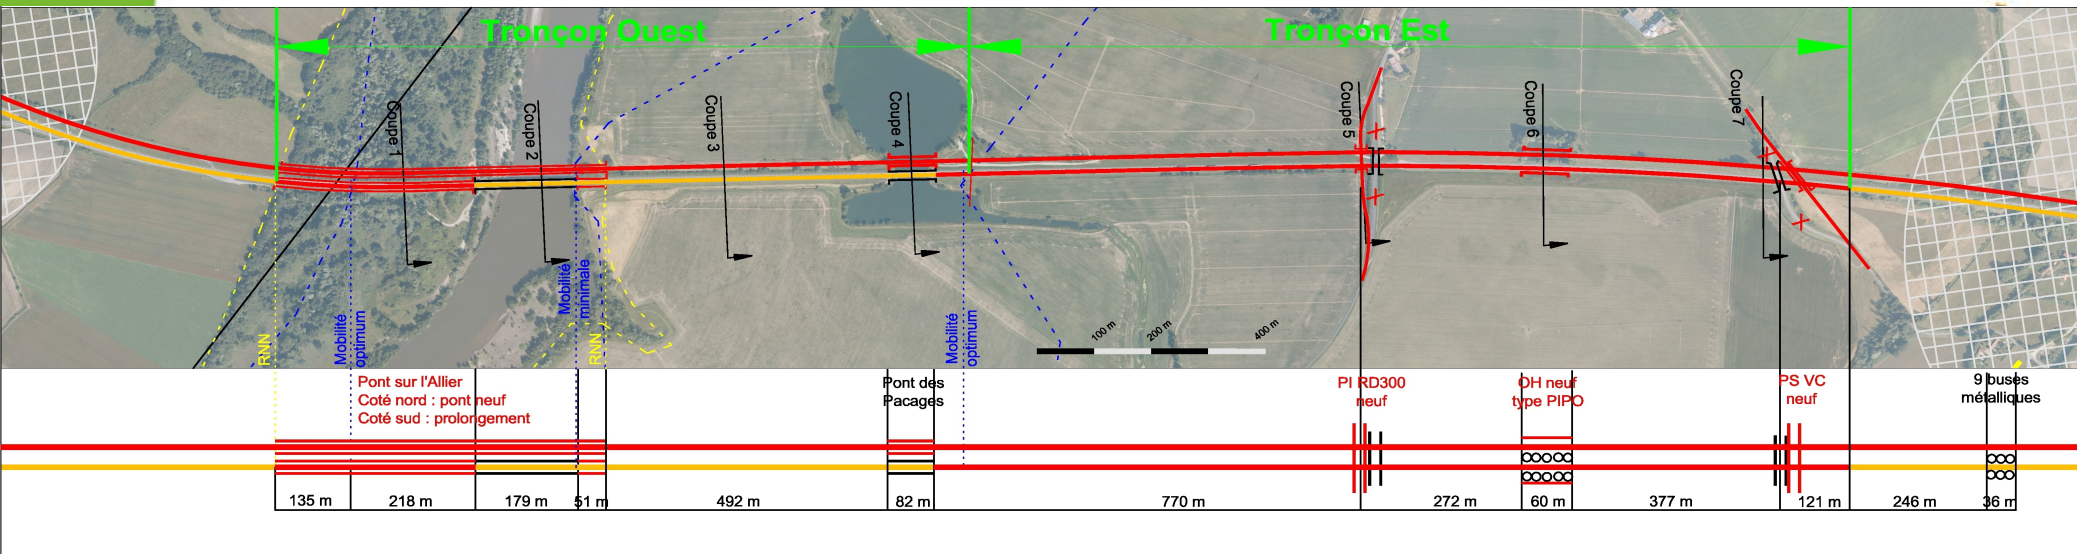 Tronçon Ouest
Tronçon Est
Coupe 1
Coupe 2
Coupe 3
Coupe 4
Coupe 5
Coupe 6
Coupe 7
RNN
Mobilité
optimum
Mobilité
minimale
RNN
Mobilité
optimum
100 m
200 m
400 m
Pont sur l'Allier
Coté nord : pont neuf
Coté sud : prolongement
Pont des
Pacages
PI RD300
neuf
OH neuf
type PIPO
PS VC
neuf
9 buses
métalliques
135 m
218 m
179 m
51 m
492 m
82 m
770 m
272 m
60 m
377 m
121 m
246 m
36 m